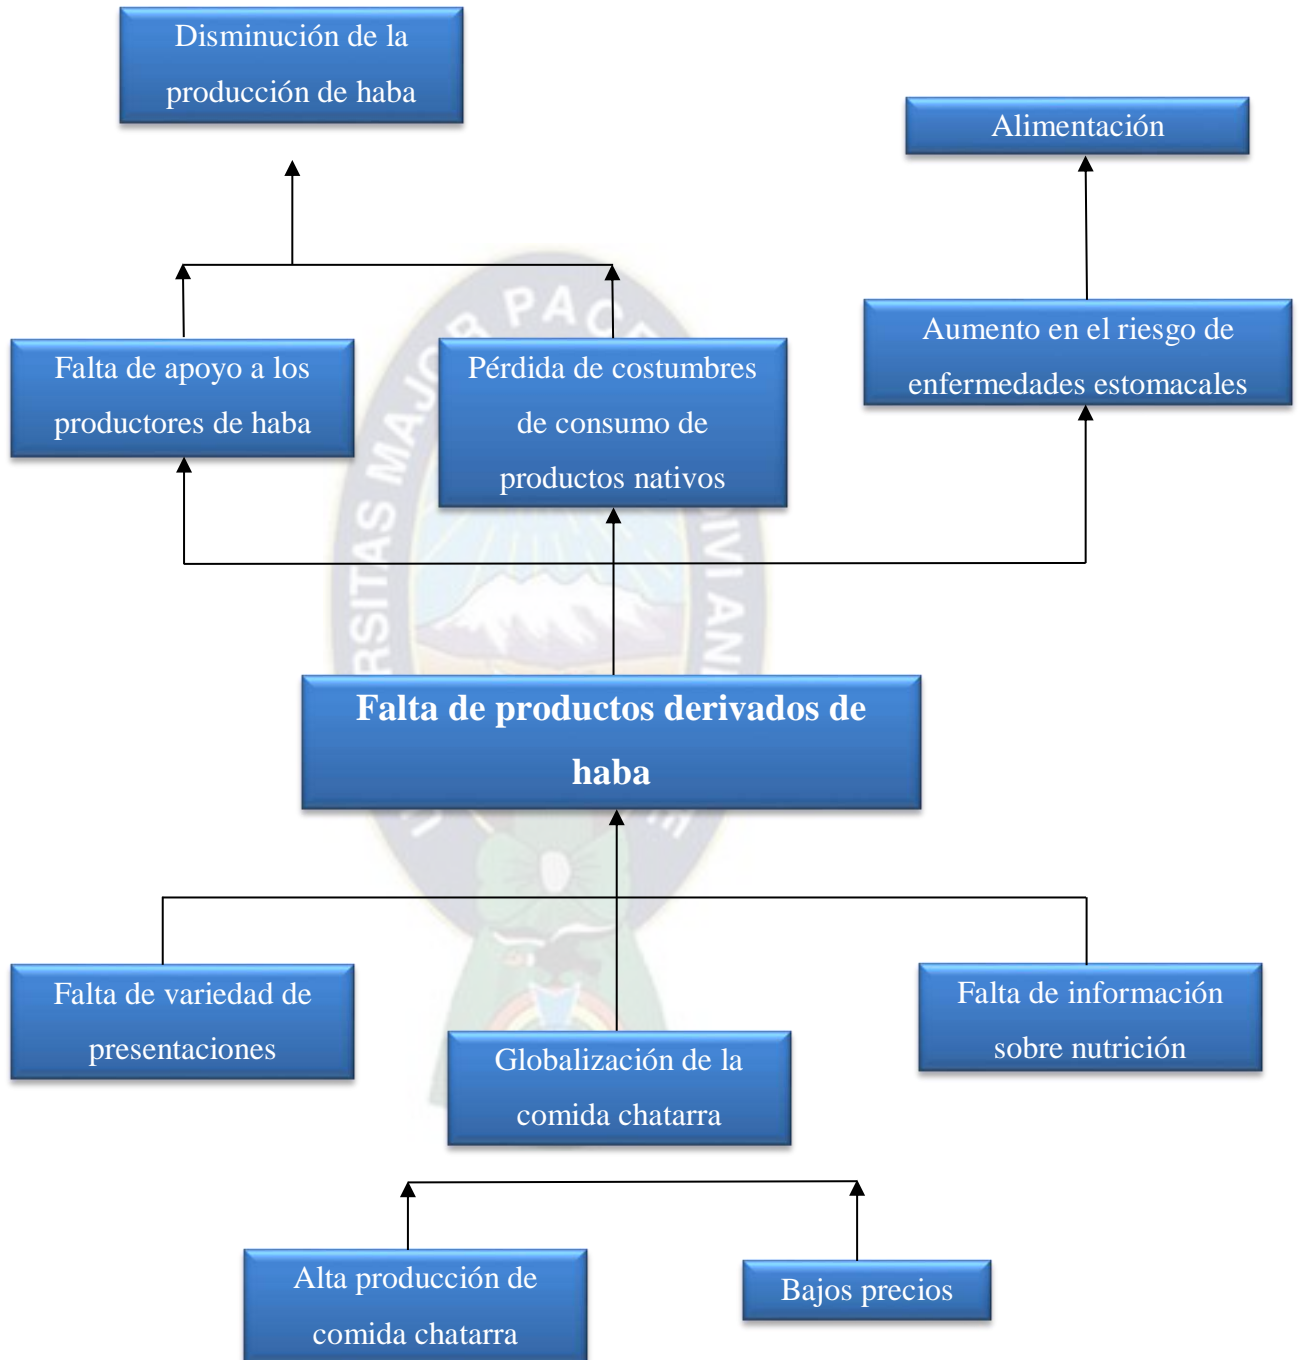 Disminución de la
producción de haba
Alimentación
Falta de apoyo a los
productores de haba
Pérdida de costumbres
de consumo de
productos nativos
Aumento en el riesgo de
enfermedades estomacales
Falta de productos derivados de
haba
Falta de variedad de
presentaciones
Globalización de la
comida chatarra
Falta de información
sobre nutrición
Alta producción de
comida chatarra
Bajos precios